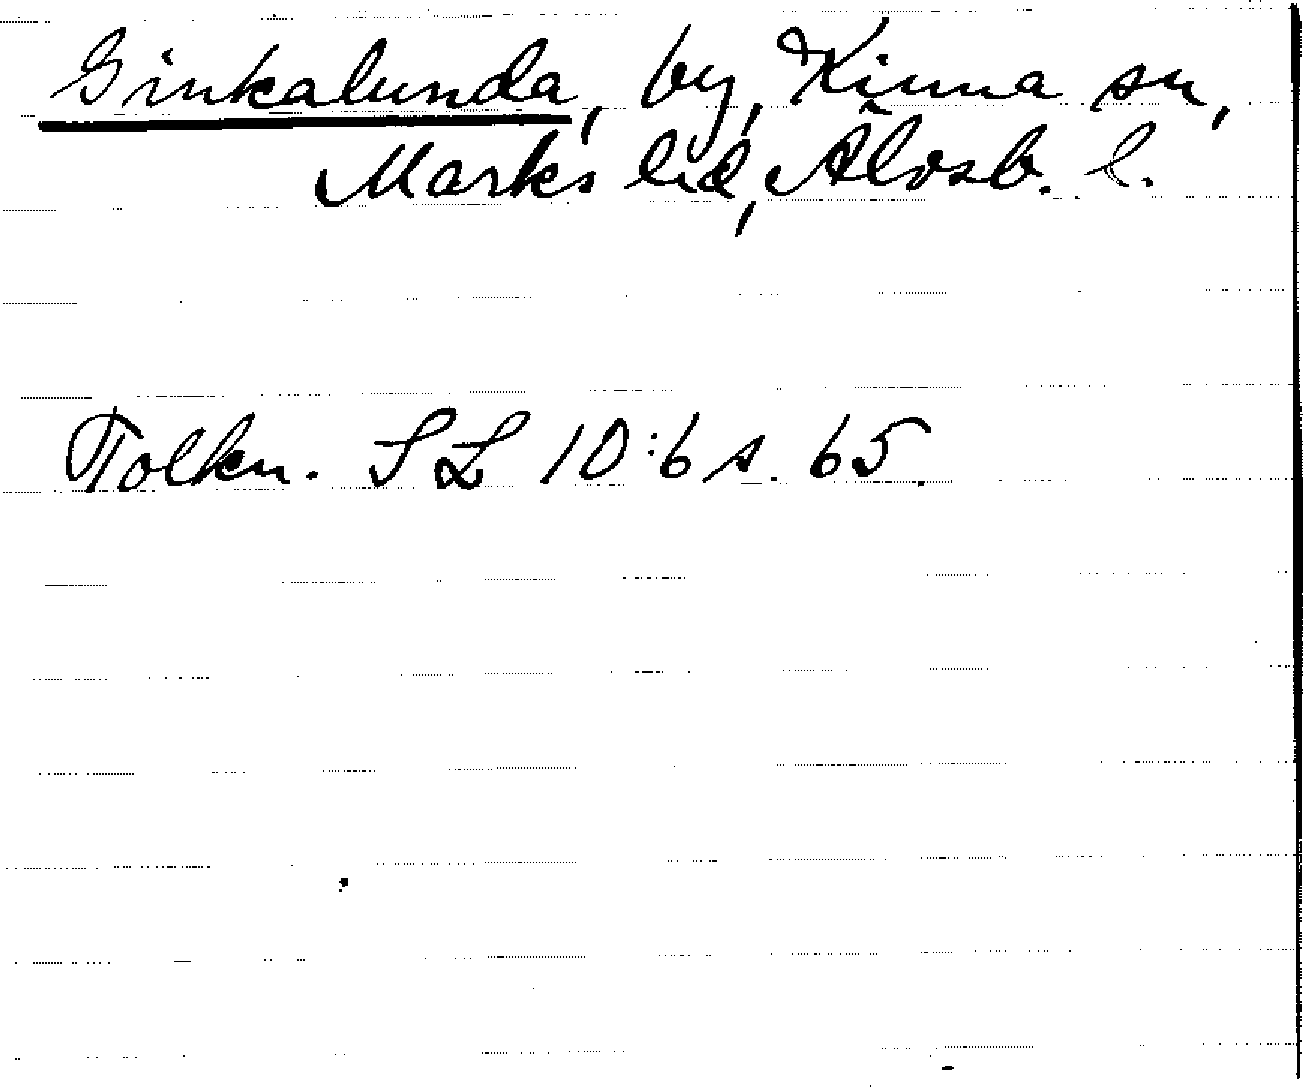 Ginkalunda, by, Kinna sn,
Marks hd, Älvsb. l.
Tolkn. SL 10:6 s. 65.